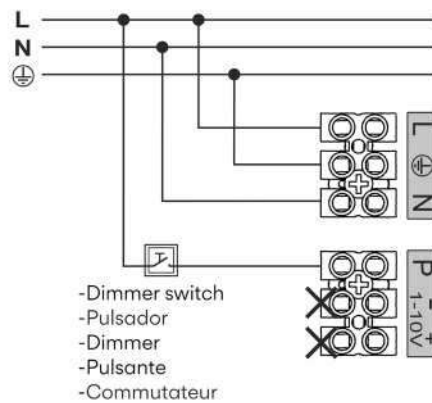 L
N
L
N
P
- +
1-10V
-Dimmer switch
-Pulsador
-Dimmer
-Pulsante
-Commutateur